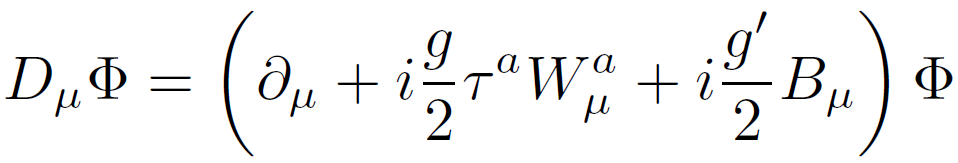 D_μΦ = (∂_μ + i g/2 τ^a W^a_μ + i g′/2 B_μ) Φ